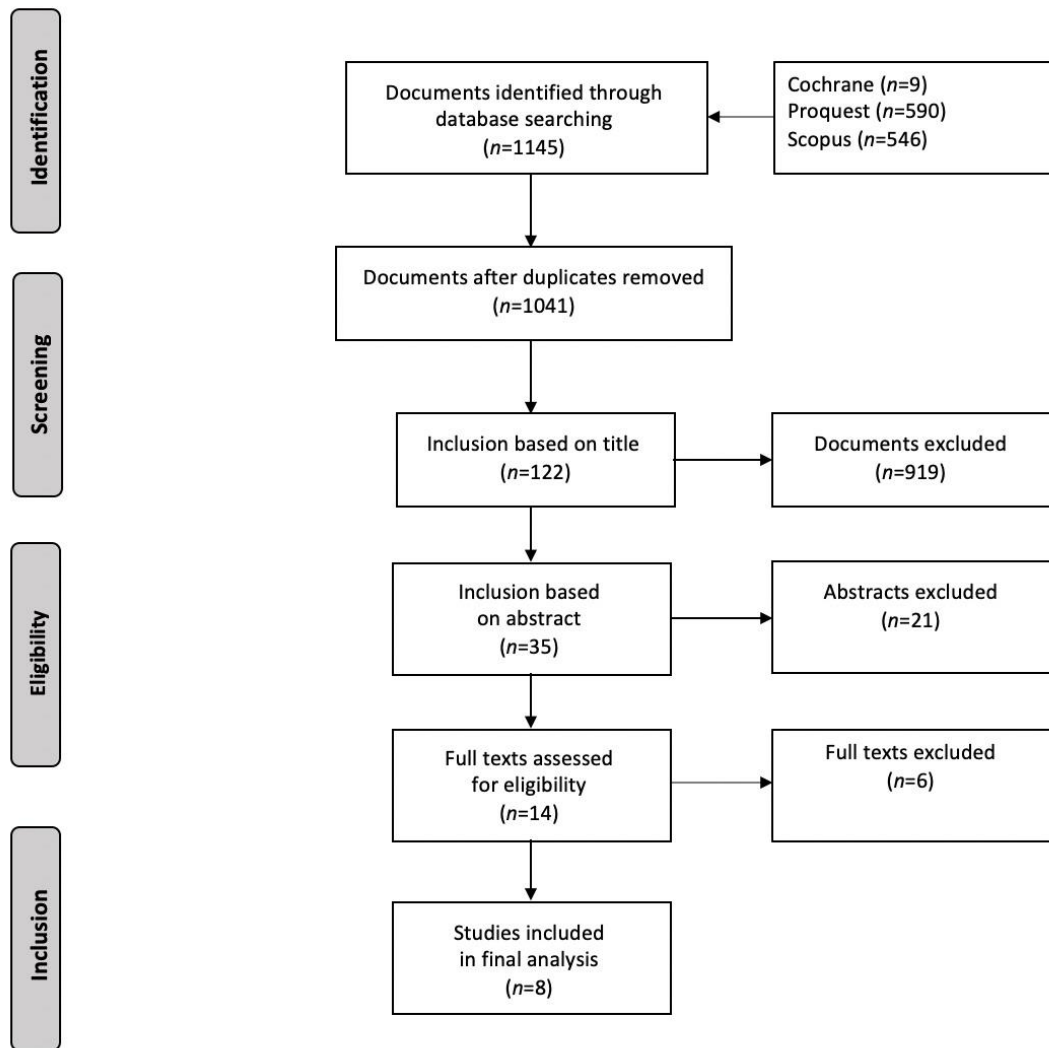 Identification
Documents identified through
database searching
(n=1145)
Cochrane (n=9)
Proquest (n=590)
Scopus (n=546)
Screening
Documents after duplicates removed
(n=1041)
Inclusion based on title
(n=122)
Documents excluded
(n=919)
Eligibility
Inclusion based
on abstract
(n=35)
Abstracts excluded
(n=21)
Full texts assessed
for eligibility
(n=14)
Full texts excluded
(n=6)
Inclusion
Studies included
in final analysis
(n=8)